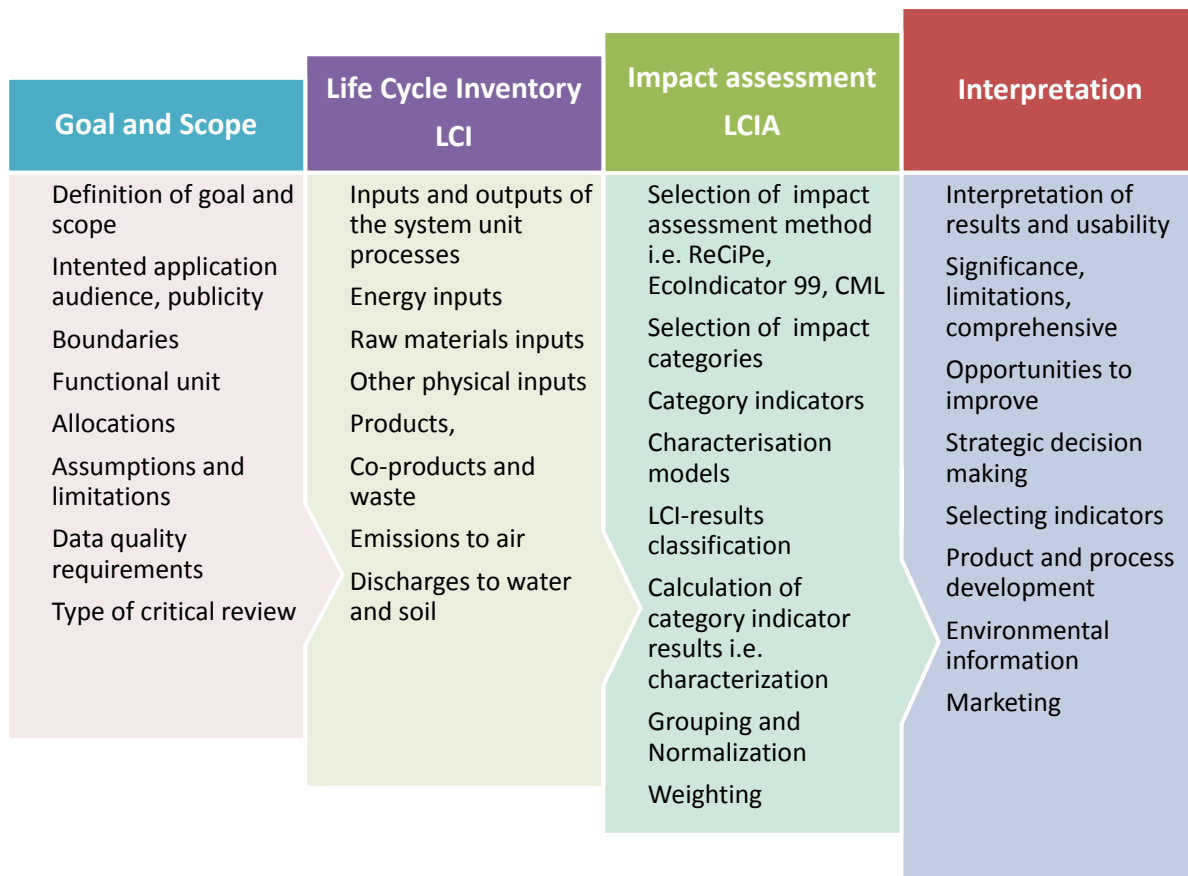 Goal and Scope
Definition of goal and
scope
Intented application
audience, publicity
Boundaries
Functional unit
Allocations
Assumptions and
limitations
Data quality
requirements
Type of critical review
Life Cycle Inventory
LCI
Inputs and outputs of
the system unit
processes
Energy inputs
Raw materials inputs
Other physical inputs
Products,
Co-products and
waste
Emissions to air
Discharges to water
and soil
Impact assessment
LCIA
Selection of impact
assessment method
i.e. ReCiPe,
EcoIndicator 99, CML
Selection of impact
categories
Category indicators
Characterisation
models
LCI-results
classification
Calculation of
category indicator
results i.e.
characterization
Grouping and
Normalization
Weighting
Interpretation
Interpretation of
results and usability
Significance,
limitations,
comprehensive
Opportunities to
improve
Strategic decision
making
Selecting indicators
Product and process
development
Environmental
information
Marketing